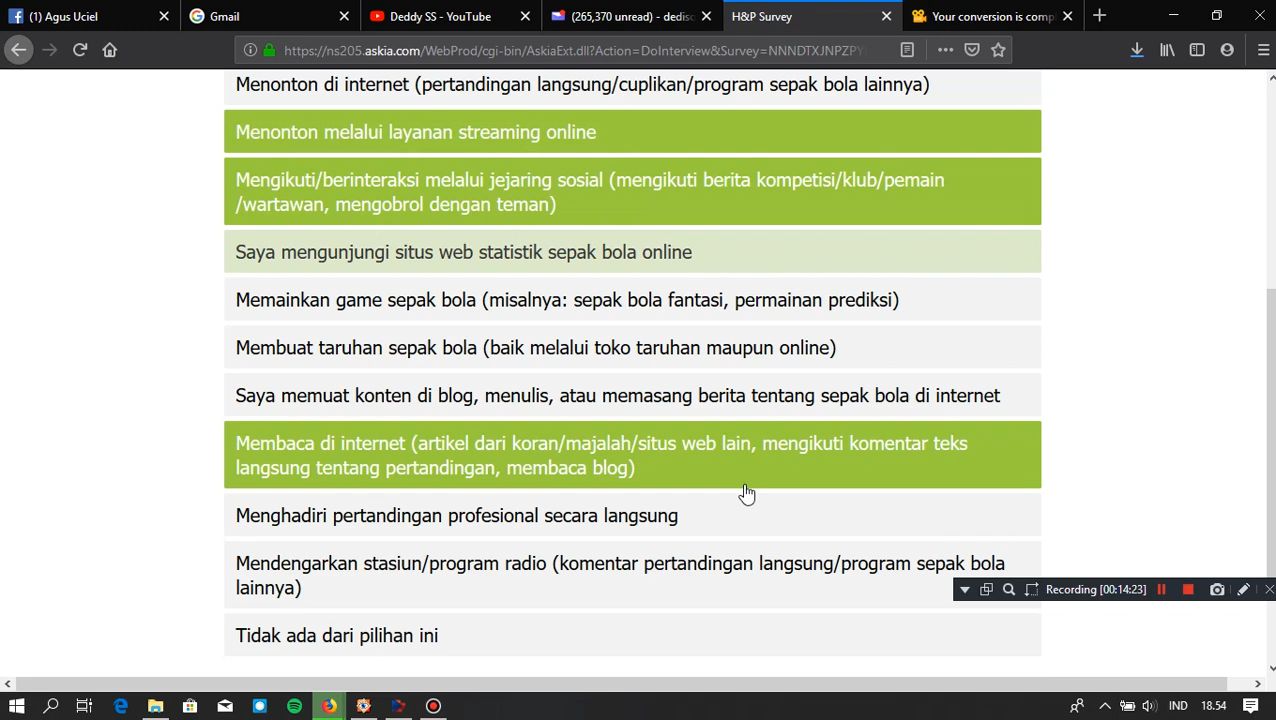 (1) Agus Uciel
Gmail
Deddy SS - YouTube
(265,370 unread) - dedisc
H&P Survey
Your conversion is compl
https://ns205.askia.com/WebProd/cgi-bin/AskiaExt.dll?Action=DoInterview&Survey=NNNDTXJNPZPY
Menonton di internet (pertandingan langsung/cuplikan/program sepak bola lainnya)
Menonton melalui layanan streaming online
Mengikuti/berinteraksi melalui jejaring sosial (mengikuti berita kompetisi/klub/pemain
/wartawan, mengobrol dengan teman)
Saya mengunjungi situs web statistik sepak bola online
Memainkan game sepak bola (misalnya: sepak bola fantasi, permainan prediksi)
Membuat taruhan sepak bola (baik melalui toko taruhan maupun online)
Saya memuat konten di blog, menulis, atau memasang berita tentang sepak bola di internet
Membaca di internet (artikel dari koran/majalah/situs web lain, mengikuti komentar teks
langsung tentang pertandingan, membaca blog)
Menghadiri pertandingan profesional secara langsung
Mendengarkan stasiun/program radio (komentar pertandingan langsung/program sepak bola
lainnya)
Recording [00:14:23]
Tidak ada dari pilihan ini
IND
18.54